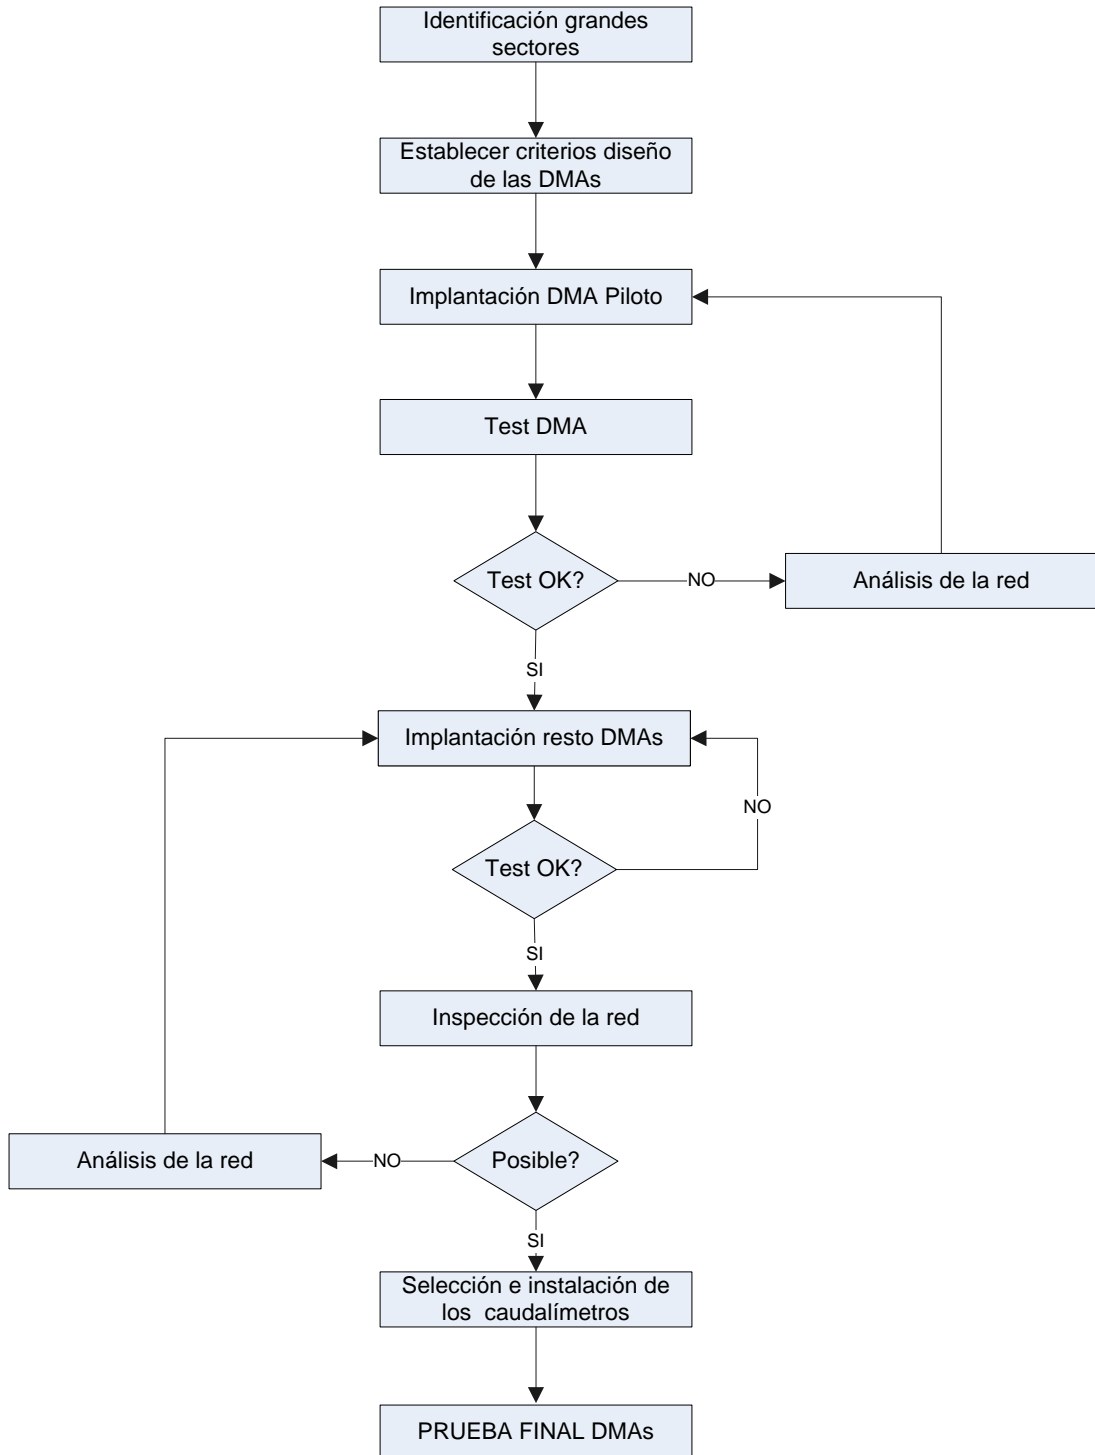 Identificación grandes
sectores
Establecer criterios diseño
de las DMAs
Implantación DMA Piloto
Test DMA
Test OK?
NO
Análisis de la red
SI
Implantación resto DMAs
NO
Test OK?
SI
Inspección de la red
Análisis de la red
NO
Posible?
SI
Selección e instalación de
los caudalímetros
PRUEBA FINAL DMAs